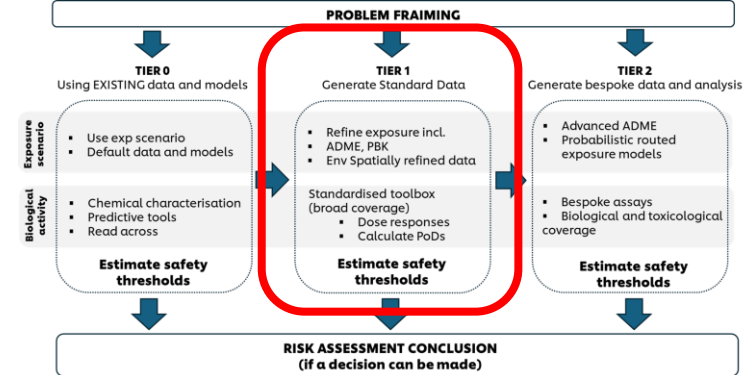 PROBLEM FRAIMING
TIER 0
Using EXISTING data and models
TIER 1
Generate Standard Data
TIER 2
Generate bespoke data and analysis
Exposure
scenario
▪ Use exp scenario
▪ Default data and models
▪ Refine exposure incl.
▪ ADME, PBK
▪ Env Spatially refined data
▪ Advanced ADME
▪ Probabilistic routed
exposure models
Biological
activity
▪ Chemical characterisation
▪ Predictive tools
▪ Read across
Standardised toolbox
(broad coverage)
▪ Dose responses
▪ Calculate PoDs
▪ Bespoke assays
▪ Biological and toxicological
coverage
Estimate safety
thresholds
Estimate safety
thresholds
Estimate safety
thresholds
RISK ASSESSMENT CONCLUSION
(if a decision can be made)